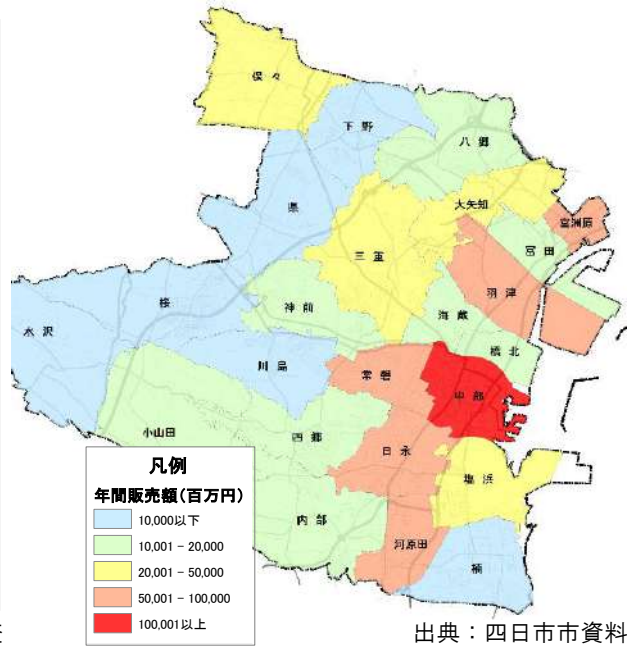 保々
下野
八郷
県
大矢知
富洲原
富田
三重
羽津
桜
神前
海蔵
水沢
橋北
川島
常磐
中部
小山田
四郷
日永
塩浜
内部
河原田
楠
凡例
年間販売額(百万円)
10,000以下
10,001 - 20,000
20,001 - 50,000
50,001 - 100,000
100,001以上
出典：四日市市資料